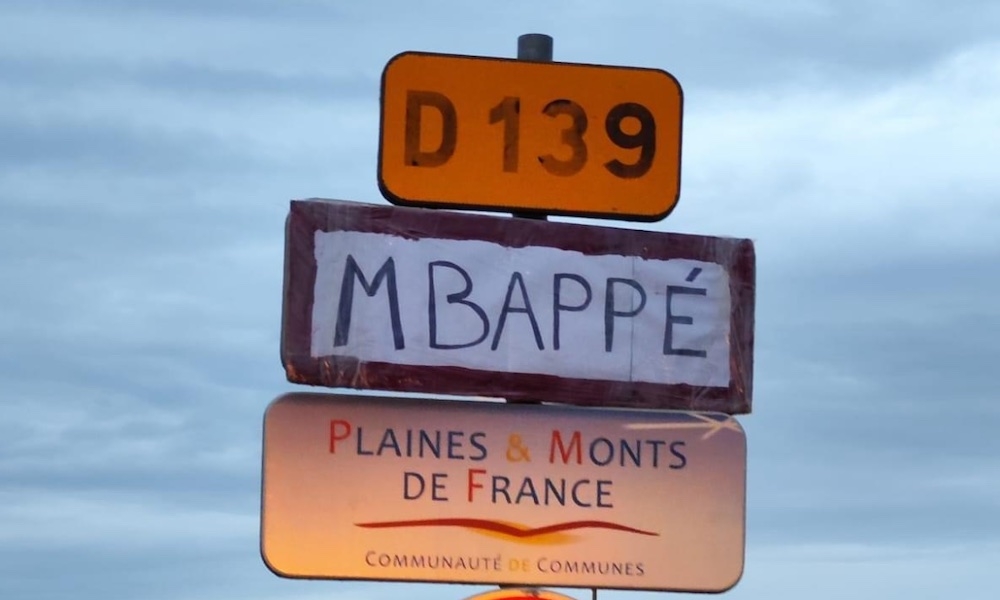 D 139
MBAPPÉ
PLAINES & MONTS
DE FRANCE
COMMUNAUTÉ DE COMMUNES